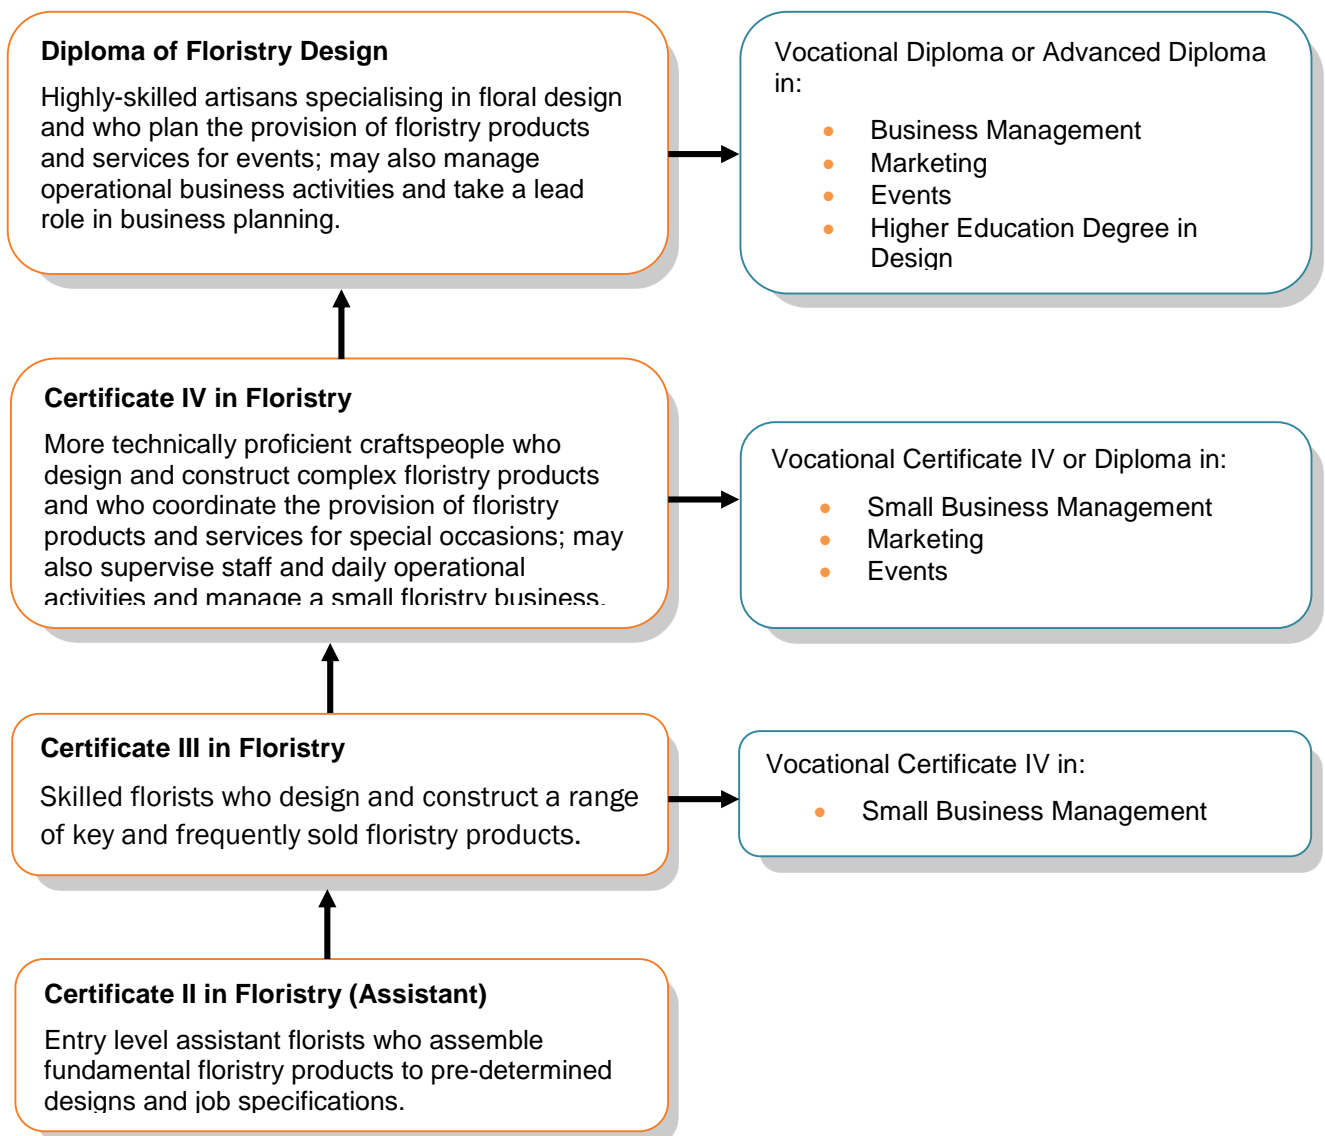 Diploma of Floristry Design
Highly-skilled artisans specialising in floral design
and who plan the provision of floristry products
and services for events; may also manage
operational business activities and take a lead
role in business planning.
Vocational Diploma or Advanced Diploma
in:
• Business Management
• Marketing
• Events
• Higher Education Degree in
Design
Certificate IV in Floristry
More technically proficient craftspeople who
design and construct complex floristry products
and who coordinate the provision of floristry
products and services for special occasions; may
also supervise staff and daily operational
activities and manage a small floristry business.
Vocational Certificate IV or Diploma in:
• Small Business Management
• Marketing
• Events
Certificate III in Floristry
Skilled florists who design and construct a range
of key and frequently sold floristry products.
Vocational Certificate IV in:
• Small Business Management
Certificate II in Floristry (Assistant)
Entry level assistant florists who assemble
fundamental floristry products to pre-determined
designs and job specifications.